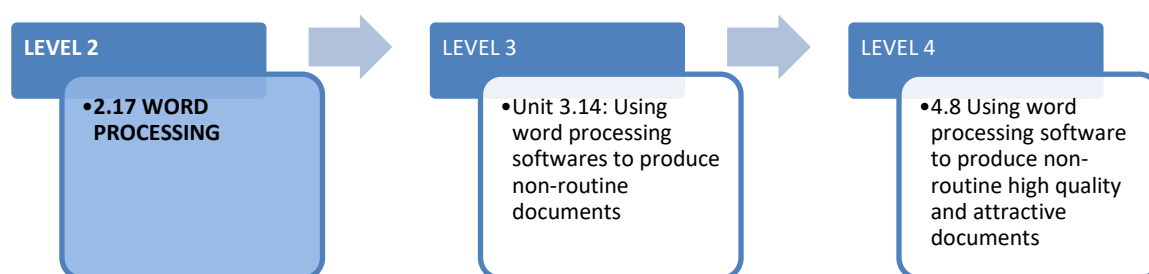 LEVEL 2
•2.17 WORD
PROCESSING
LEVEL 3
•Unit 3.14: Using
word processing
softwares to produce
non-routine
documents
LEVEL 4
•4.8 Using word
processing software
to produce non-
routine high quality
and attractive
documents